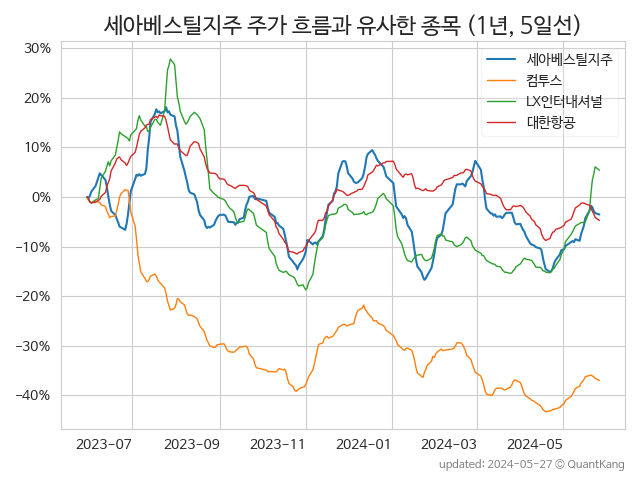 세아베스틸지주 주가 흐름과 유사한 종목 (1년, 5일선)
세아베스틸지주
컴투스
LX인터내셔널
대한항공
30%
20%
10%
0%
−10%
−20%
−30%
−40%
2023-07
2023-09
2023-11
2024-01
2024-03
2024-05
updated: 2024-05-27 ⓒ QuantKang